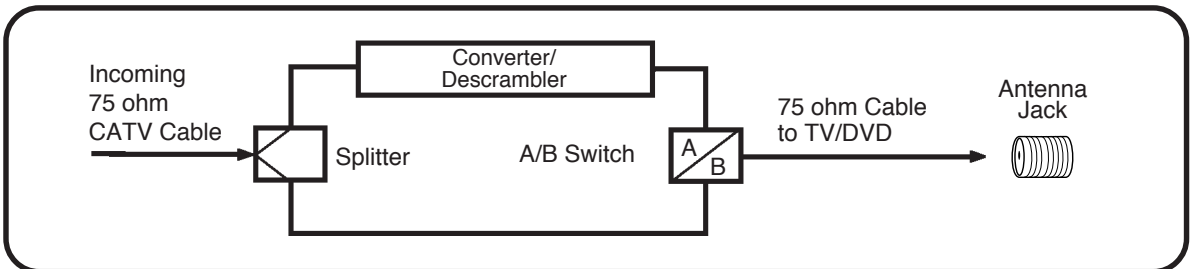 Incoming
75 ohm
CATV Cable
Converter/
Descrambler
Splitter
A/B Switch
A
B
75 ohm Cable
to TV/DVD
Antenna
Jack